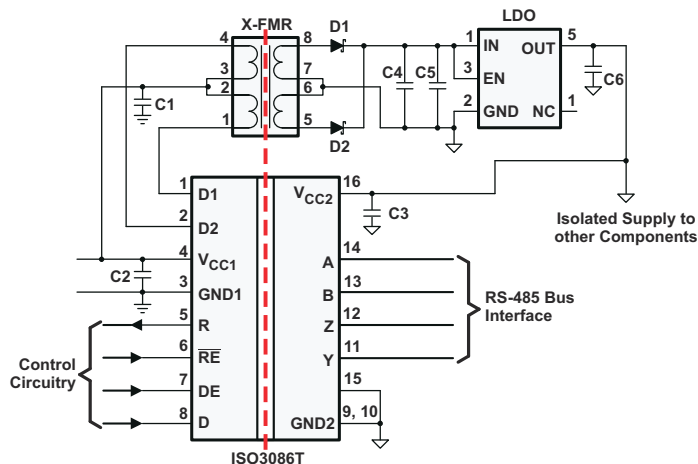 X-FMR
D1
LDO
4
8
1
IN
OUT
5
3
7
3
EN
C4
C5
C6
2
6
C1
2
GND
NC
1
1
5
D2
1
D1
16
VCC2
C3
Isolated Supply to
other Components
2
D2
4
VCC1
14
A
C2
3
GND1
13
B
RS-485 Bus
Interface
5
R
12
Z
Control
Circuitry
6
RE
11
Y
7
DE
15
8
D
9, 10
GND2
ISO3086T